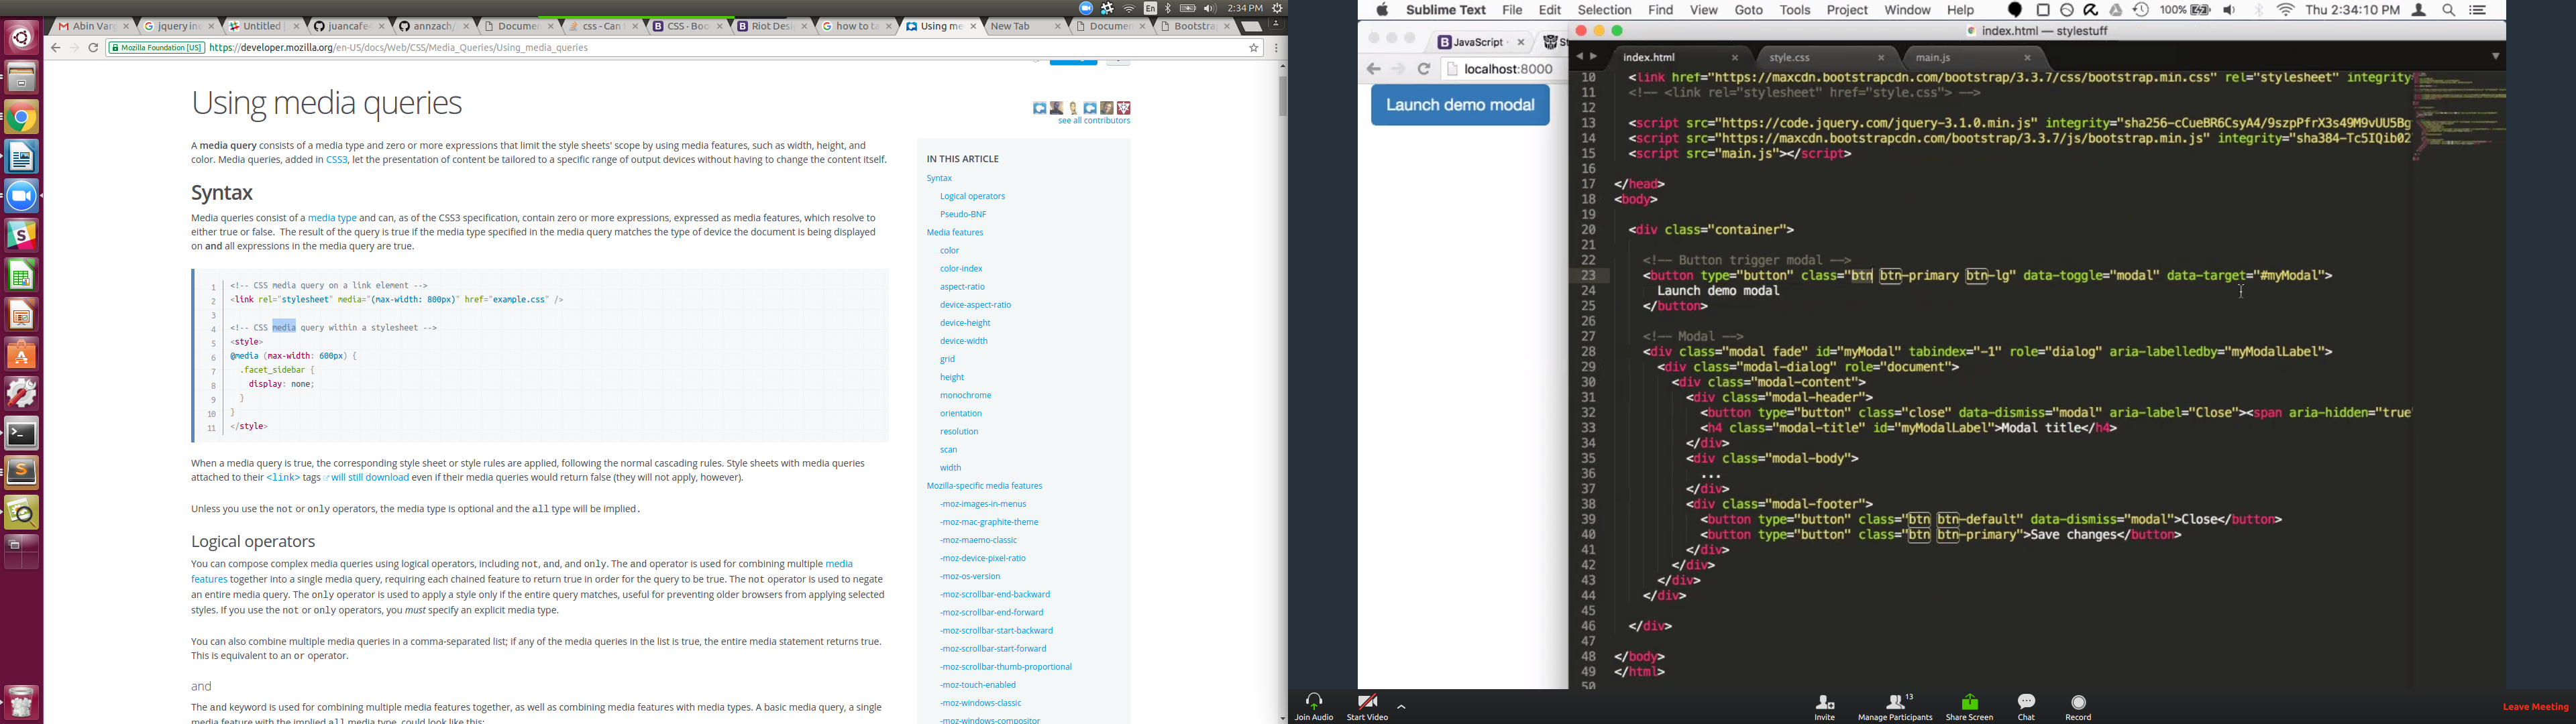 En
2:34 PM
Abin Varg
jquery in
Untitled
juancafe
annzach/
Documen
css - Can
CSS · Boo
Riot Desi
how to ta
Using me
New Tab
Documen
Bootstra
Mozilla Foundation [US]
https://developer.mozilla.org/en-US/docs/Web/CSS/Media_Queries/Using_media_queries
Using media queries
see all contributors
A media query consists of a media type and zero or more expressions that limit the style sheets' scope by using media features, such as width, height, and
color. Media queries, added in CSS3, let the presentation of content be tailored to a specific range of output devices without having to change the content itself.
Syntax
Media queries consist of a media type and can, as of the CSS3 specification, contain zero or more expressions, expressed as media features, which resolve to
either true or false. The result of the query is true if the media type specified in the media query matches the type of device the document is being displayed
on and all expressions in the media query are true.
1 <!-- CSS media query on a link element -->
2 <link rel="stylesheet" media="(max-width: 800px)" href="example.css" />
3
4 <!-- CSS media query within a stylesheet -->
5 <style>
6 @media (max-width: 600px) {
7 .facet_sidebar {
8 display: none;
9 }
10 }
11 </style>
When a media query is true, the corresponding style sheet or style rules are applied, following the normal cascading rules. Style sheets with media queries
attached to their <link> tags will still download even if their media queries would return false (they will not apply, however).
Unless you use the not or only operators, the media type is optional and the all type will be implied.
Logical operators
You can compose complex media queries using logical operators, including not, and, and only. The and operator is used for combining multiple media
features together into a single media query, requiring each chained feature to return true in order for the query to be true. The not operator is used to negate
an entire media query. The only operator is used to apply a style only if the entire query matches, useful for preventing older browsers from applying selected
styles. If you use the not or only operators, you must specify an explicit media type.
You can also combine multiple media queries in a comma-separated list; if any of the media queries in the list is true, the entire media statement returns true.
This is equivalent to an or operator.
and
The and keyword is used for combining multiple media features together, as well as combining media features with media types. A basic media query, a single
media feature with the implied all media type, could look like this:
IN THIS ARTICLE
Syntax
Logical operators
Pseudo-BNF
Media features
color
color-index
aspect-ratio
device-aspect-ratio
device-height
device-width
grid
height
monochrome
orientation
resolution
scan
width
Mozilla-specific media features
-moz-images-in-menus
-moz-mac-graphite-theme
-moz-maemo-classic
-moz-device-pixel-ratio
-moz-os-version
-moz-scrollbar-end-backward
-moz-scrollbar-end-forward
-moz-scrollbar-start-backward
-moz-scrollbar-start-forward
-moz-scrollbar-thumb-proportional
-moz-touch-enabled
-moz-windows-classic
-moz-windows-compositor
Sublime Text File Edit Selection Find View Goto Tools Project Window Help
100%
Thu 2:34:10 PM
JavaScript
St
localhost:8000
Launch demo modal
index.html — stylestuff
index.html
style.css
main.js
10 <link href="https://maxcdn.bootstrapcdn.com/bootstrap/3.3.7/css/bootstrap.min.css" rel="stylesheet" integrity
11 <!-- <link rel="stylesheet" href="style.css"> -->
12
13 <script src="https://code.jquery.com/jquery-3.1.0.min.js" integrity="sha256-cCueBR6CsyA4/9szpPfrX3s49M9vUU5Bg
14 <script src="https://maxcdn.bootstrapcdn.com/bootstrap/3.3.7/js/bootstrap.min.js" integrity="sha384-Tc5IQib02
15 <script src="main.js"></script>
16
17 </head>
18 <body>
19
20 <div class="container">
21
22 <!-- Button trigger modal -->
23 <button type="button" class="btn btn-primary btn-lg" data-toggle="modal" data-target="#myModal">
24 Launch demo modal
25 </button>
26
27 <!-- Modal -->
28 <div class="modal fade" id="myModal" tabindex="-1" role="dialog" aria-labelledby="myModalLabel">
29 <div class="modal-dialog" role="document">
30 <div class="modal-content">
31 <div class="modal-header">
32 <button type="button" class="close" data-dismiss="modal" aria-label="Close"><span aria-hidden="true"
33 <h4 class="modal-title" id="myModalLabel">Modal title</h4>
34 </div>
35 <div class="modal-body">
36 ...
37 </div>
38 <div class="modal-footer">
39 <button type="button" class="btn btn-default" data-dismiss="modal">Close</button>
40 <button type="button" class="btn btn-primary">Save changes</button>
41 </div>
42 </div>
43 </div>
44 </div>
45
46 </div>
47
48 </body>
49 </html>
50
Join Audio
Start Video
Invite
13
Manage Participants
Share Screen
Chat
Record
Leave Meeting